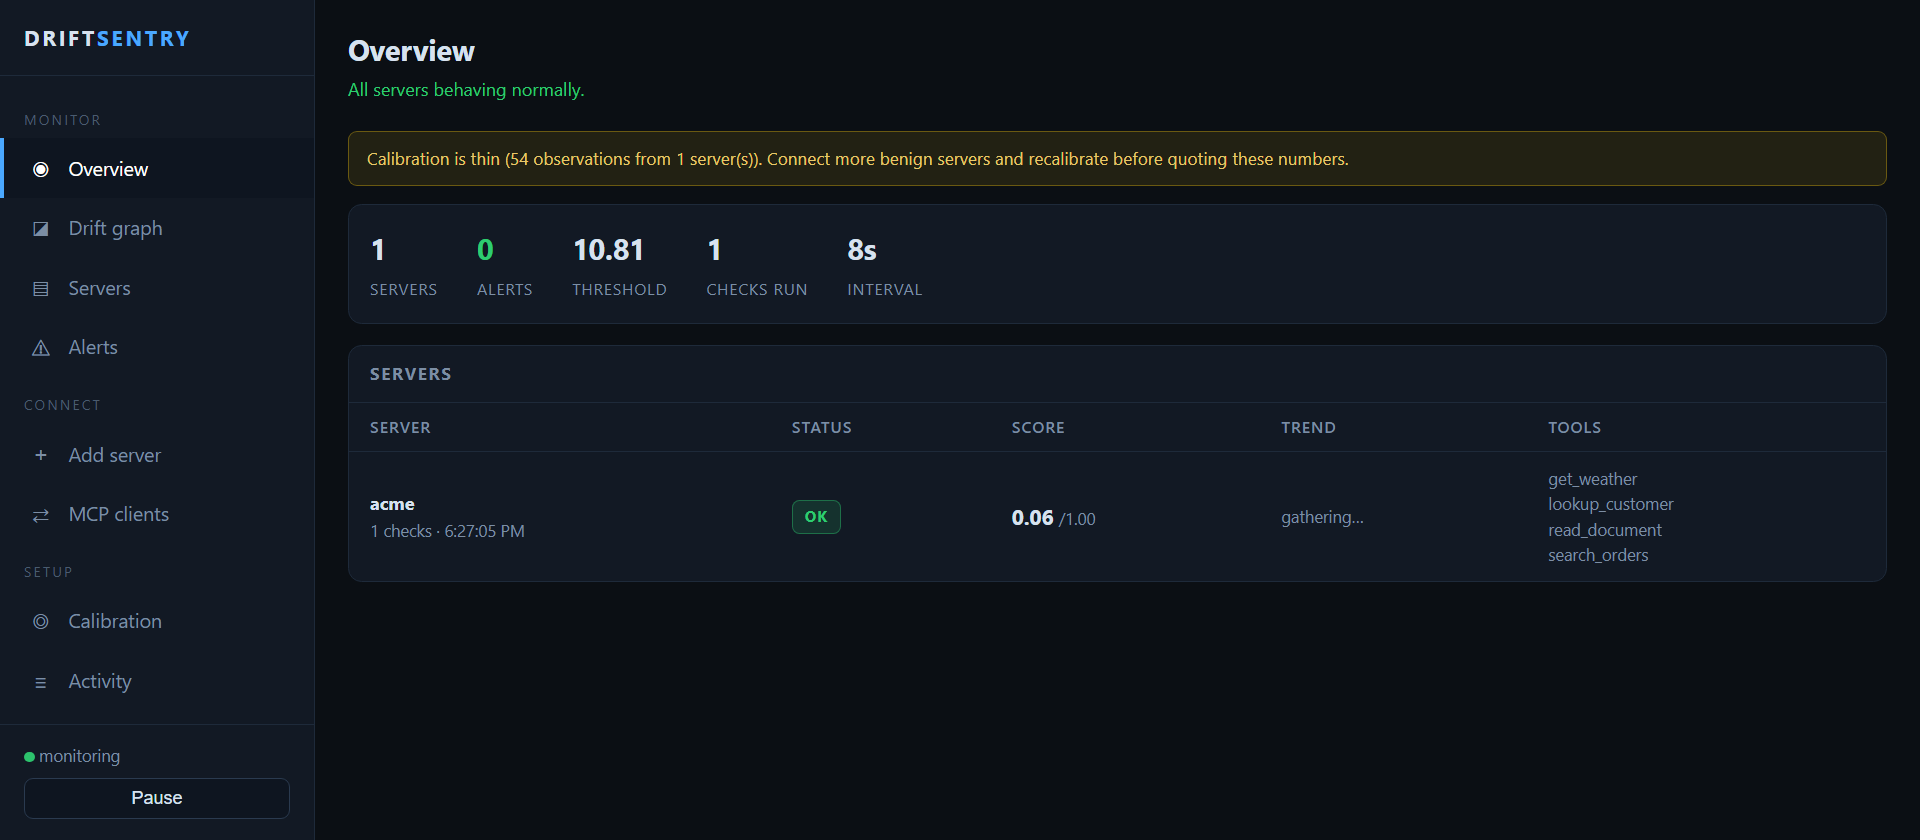 DRIFTSENTRY
MONITOR
Overview
Drift graph
Servers
Alerts
CONNECT
+ Add server
MCP clients
SETUP
Calibration
Activity
monitoring
Pause
Overview
All servers behaving normally.
Calibration is thin (54 observations from 1 server(s)). Connect more benign servers and recalibrate before quoting these numbers.
1 0 10.81 1 8s
SERVERS ALERTS THRESHOLD CHECKS RUN INTERVAL
SERVERS
SERVER STATUS SCORE TREND TOOLS
acme
1 checks · 6:27:05 PM
OK
0.06 /1.00
gathering...
get_weather
lookup_customer
read_document
search_orders